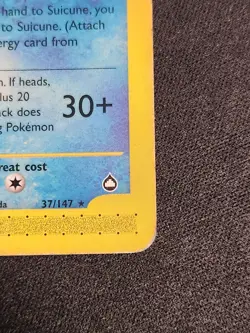 hand to Suicune, you
to Suicune. (Attach
ergy card from
n. If heads,
lus 20
ack does
g Pokémon
30+
reat cost
da 37/147 ★